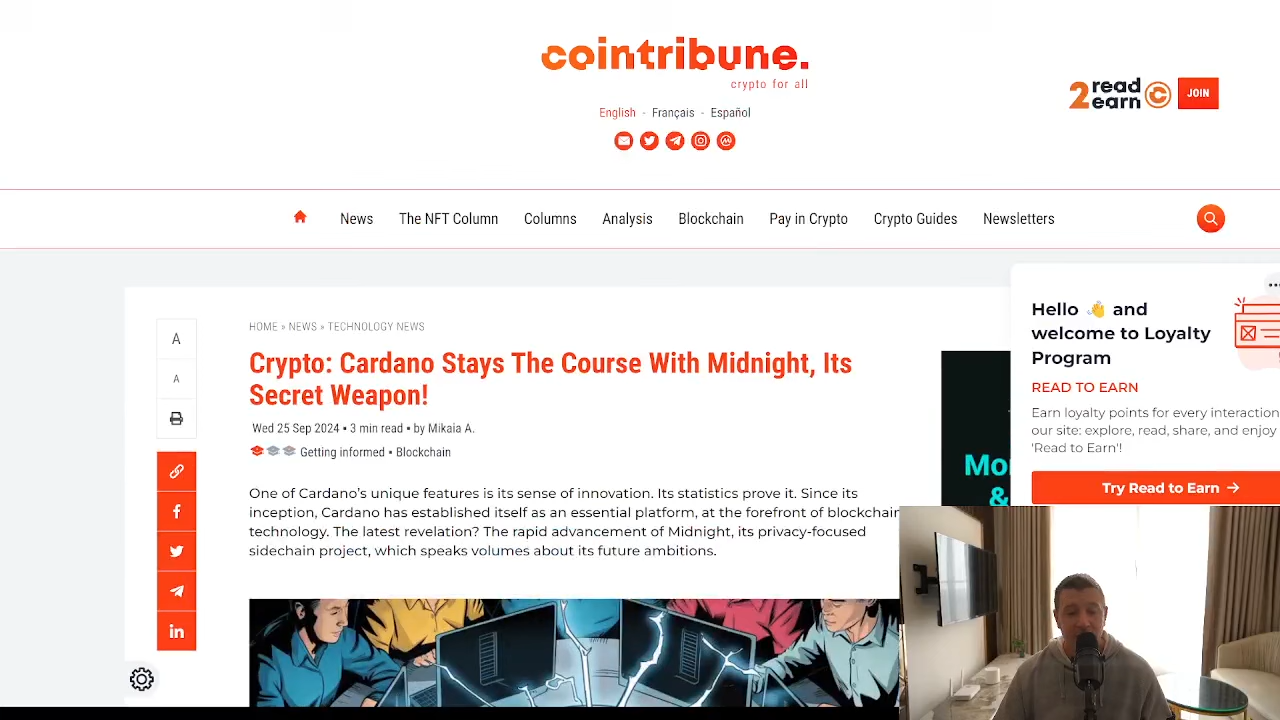 cointribune.
crypto for all
English - Français - Español
2 read earn
JOIN
News
The NFT Column
Columns
Analysis
Blockchain
Pay in Crypto
Crypto Guides
Newsletters
A
A
HOME » NEWS » TECHNOLOGY NEWS
Crypto: Cardano Stays The Course With Midnight, Its
Secret Weapon!
Wed 25 Sep 2024 ▪ 3 min read ▪ by Mikaia A.
Getting informed ▪ Blockchain
One of Cardano’s unique features is its sense of innovation. Its statistics prove it. Since its
inception, Cardano has established itself as an essential platform, at the forefront of blockchain
technology. The latest revelation? The rapid advancement of Midnight, its privacy-focused
sidechain project, which speaks volumes about its future ambitions.
&
Hello 👋 and
welcome to Loyalty
Program
READ TO EARN
Earn loyalty points for every interaction
our site: explore, read, share, and enjoy
'Read to Earn'!
Try Read to Earn →